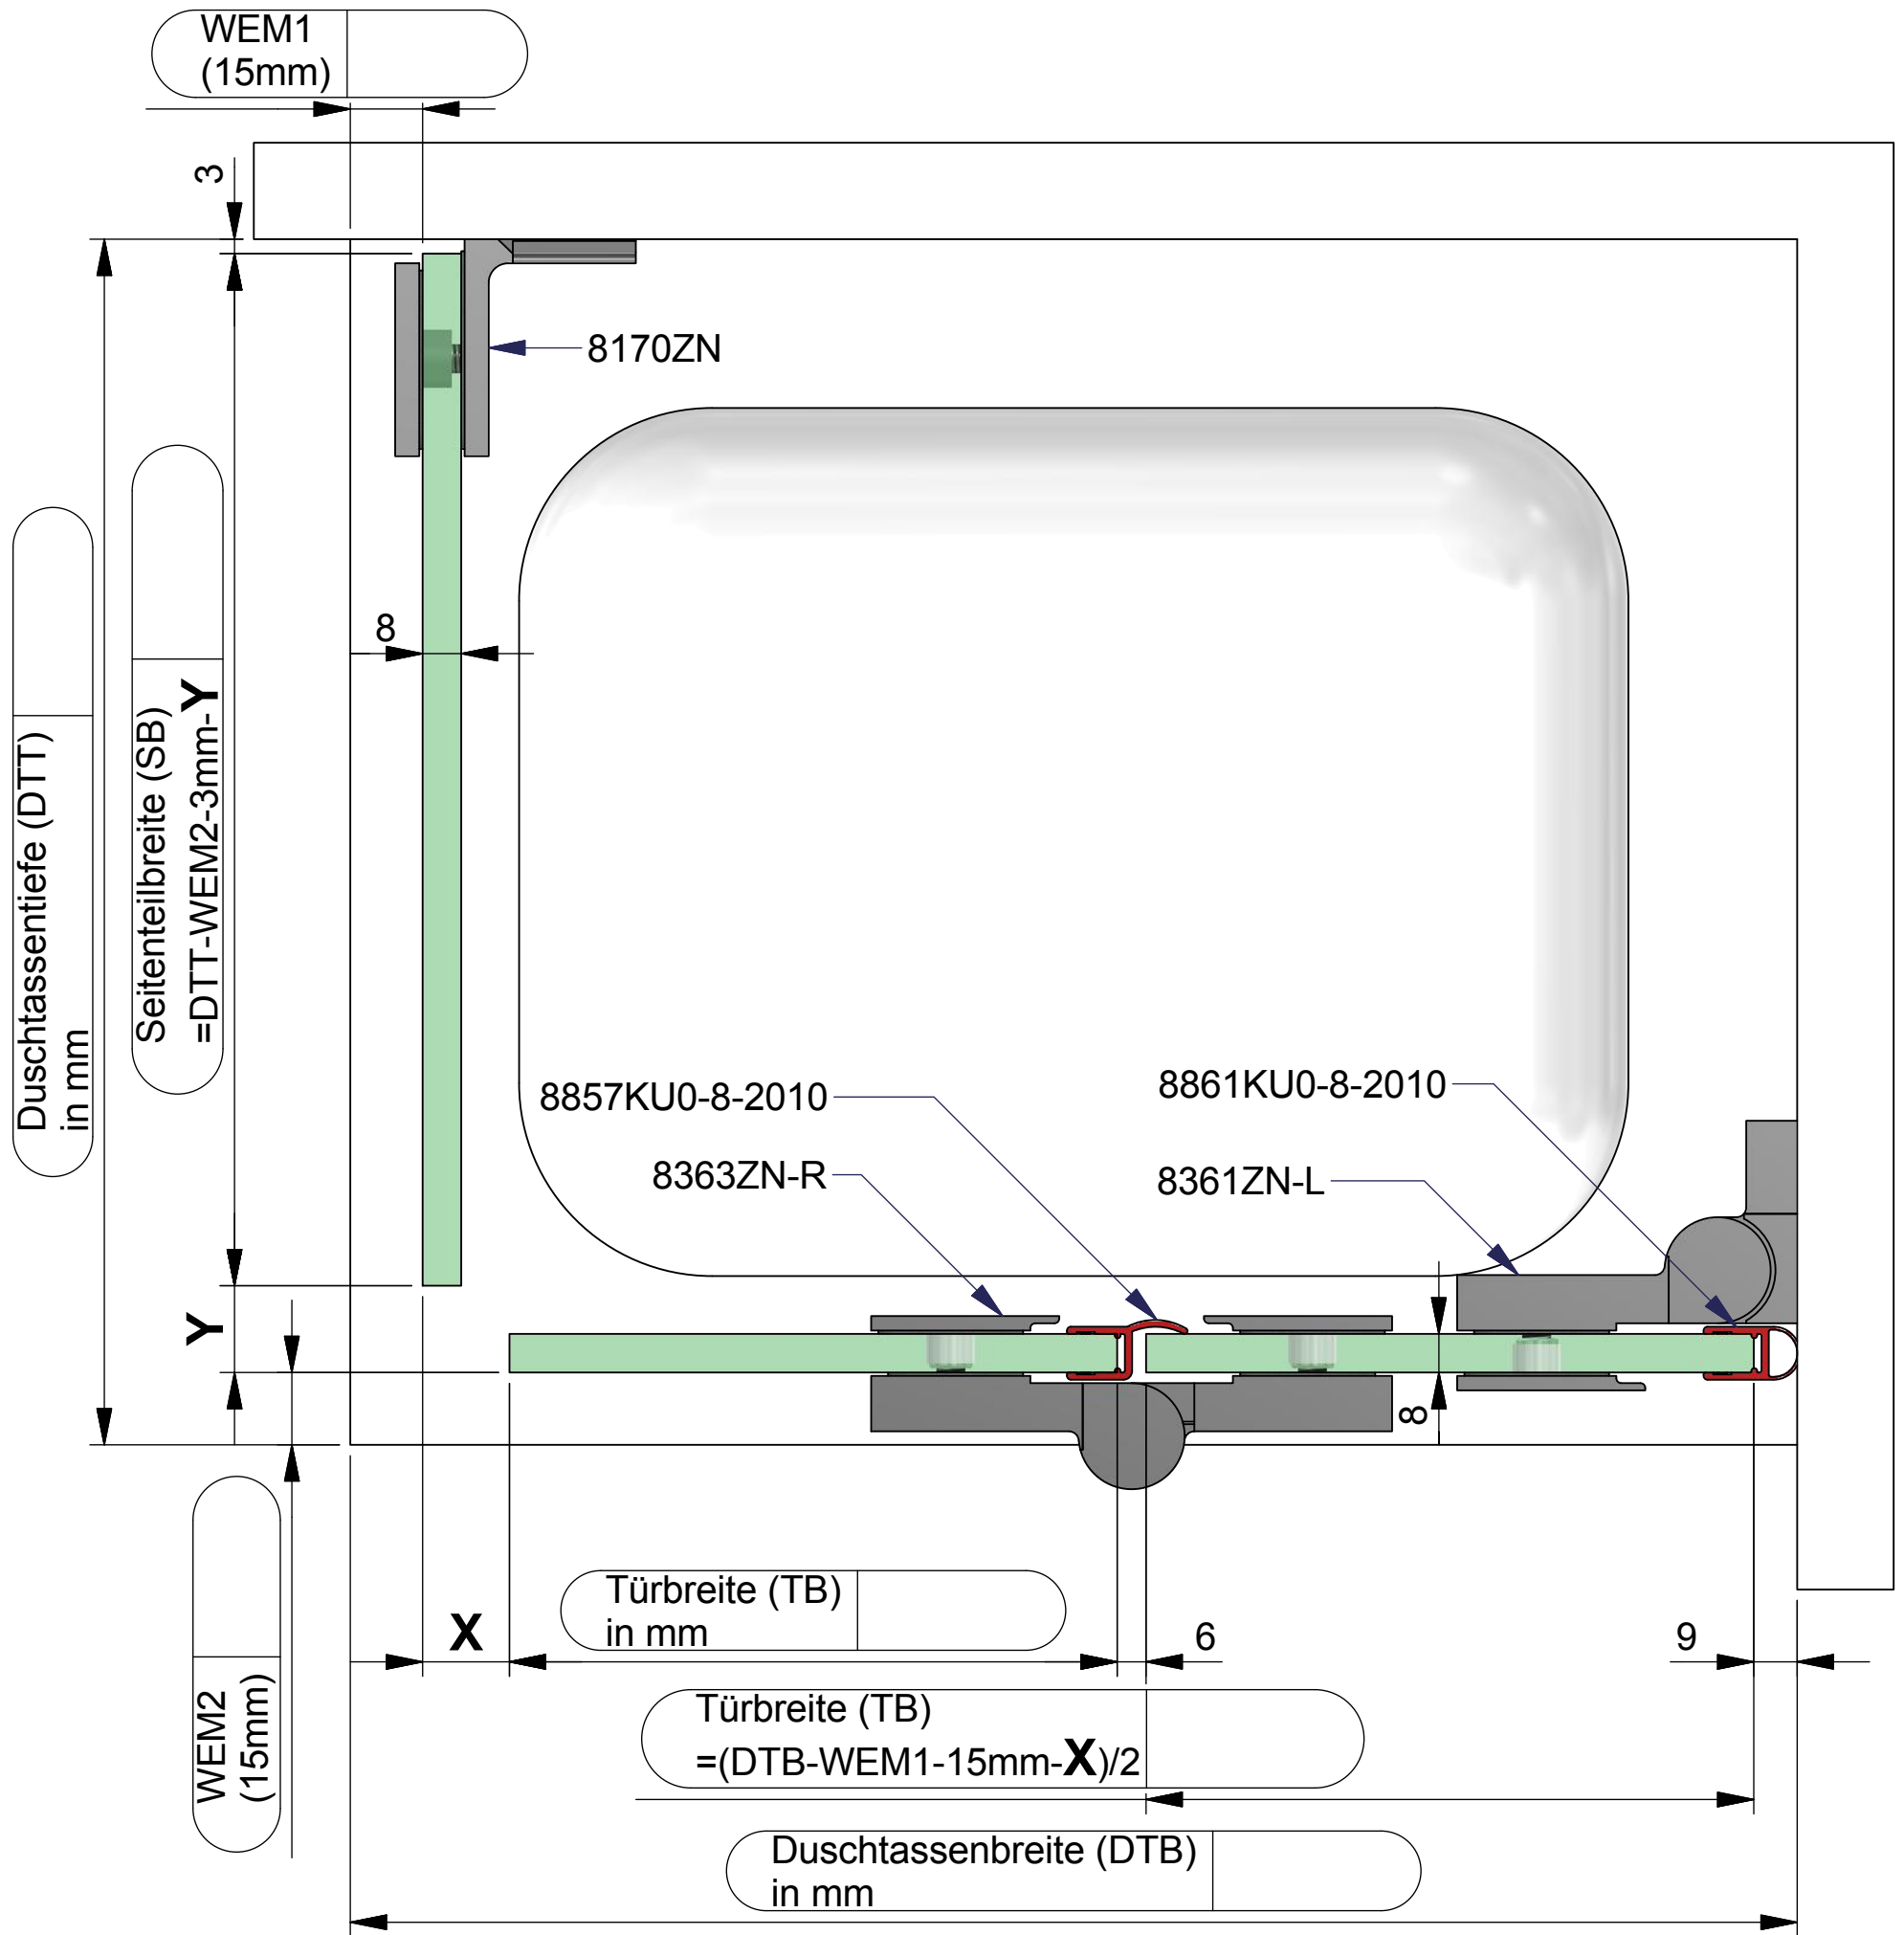 WEM1
(15mm)
3
8170ZN
8
Duschtassentiefe (DTT)
in mm
Seitenteilbreite (SB)
=DTT-WEM2-3mm-Y
8857KU0-8-2010
8861KU0-8-2010
8363ZN-R
8361ZN-L
Y
8
WEM2
(15mm)
Türbreite (TB)
in mm
X
6
9
Türbreite (TB)
=(DTB-WEM1-15mm-X)/2
Duschtassenbreite (DTB)
in mm